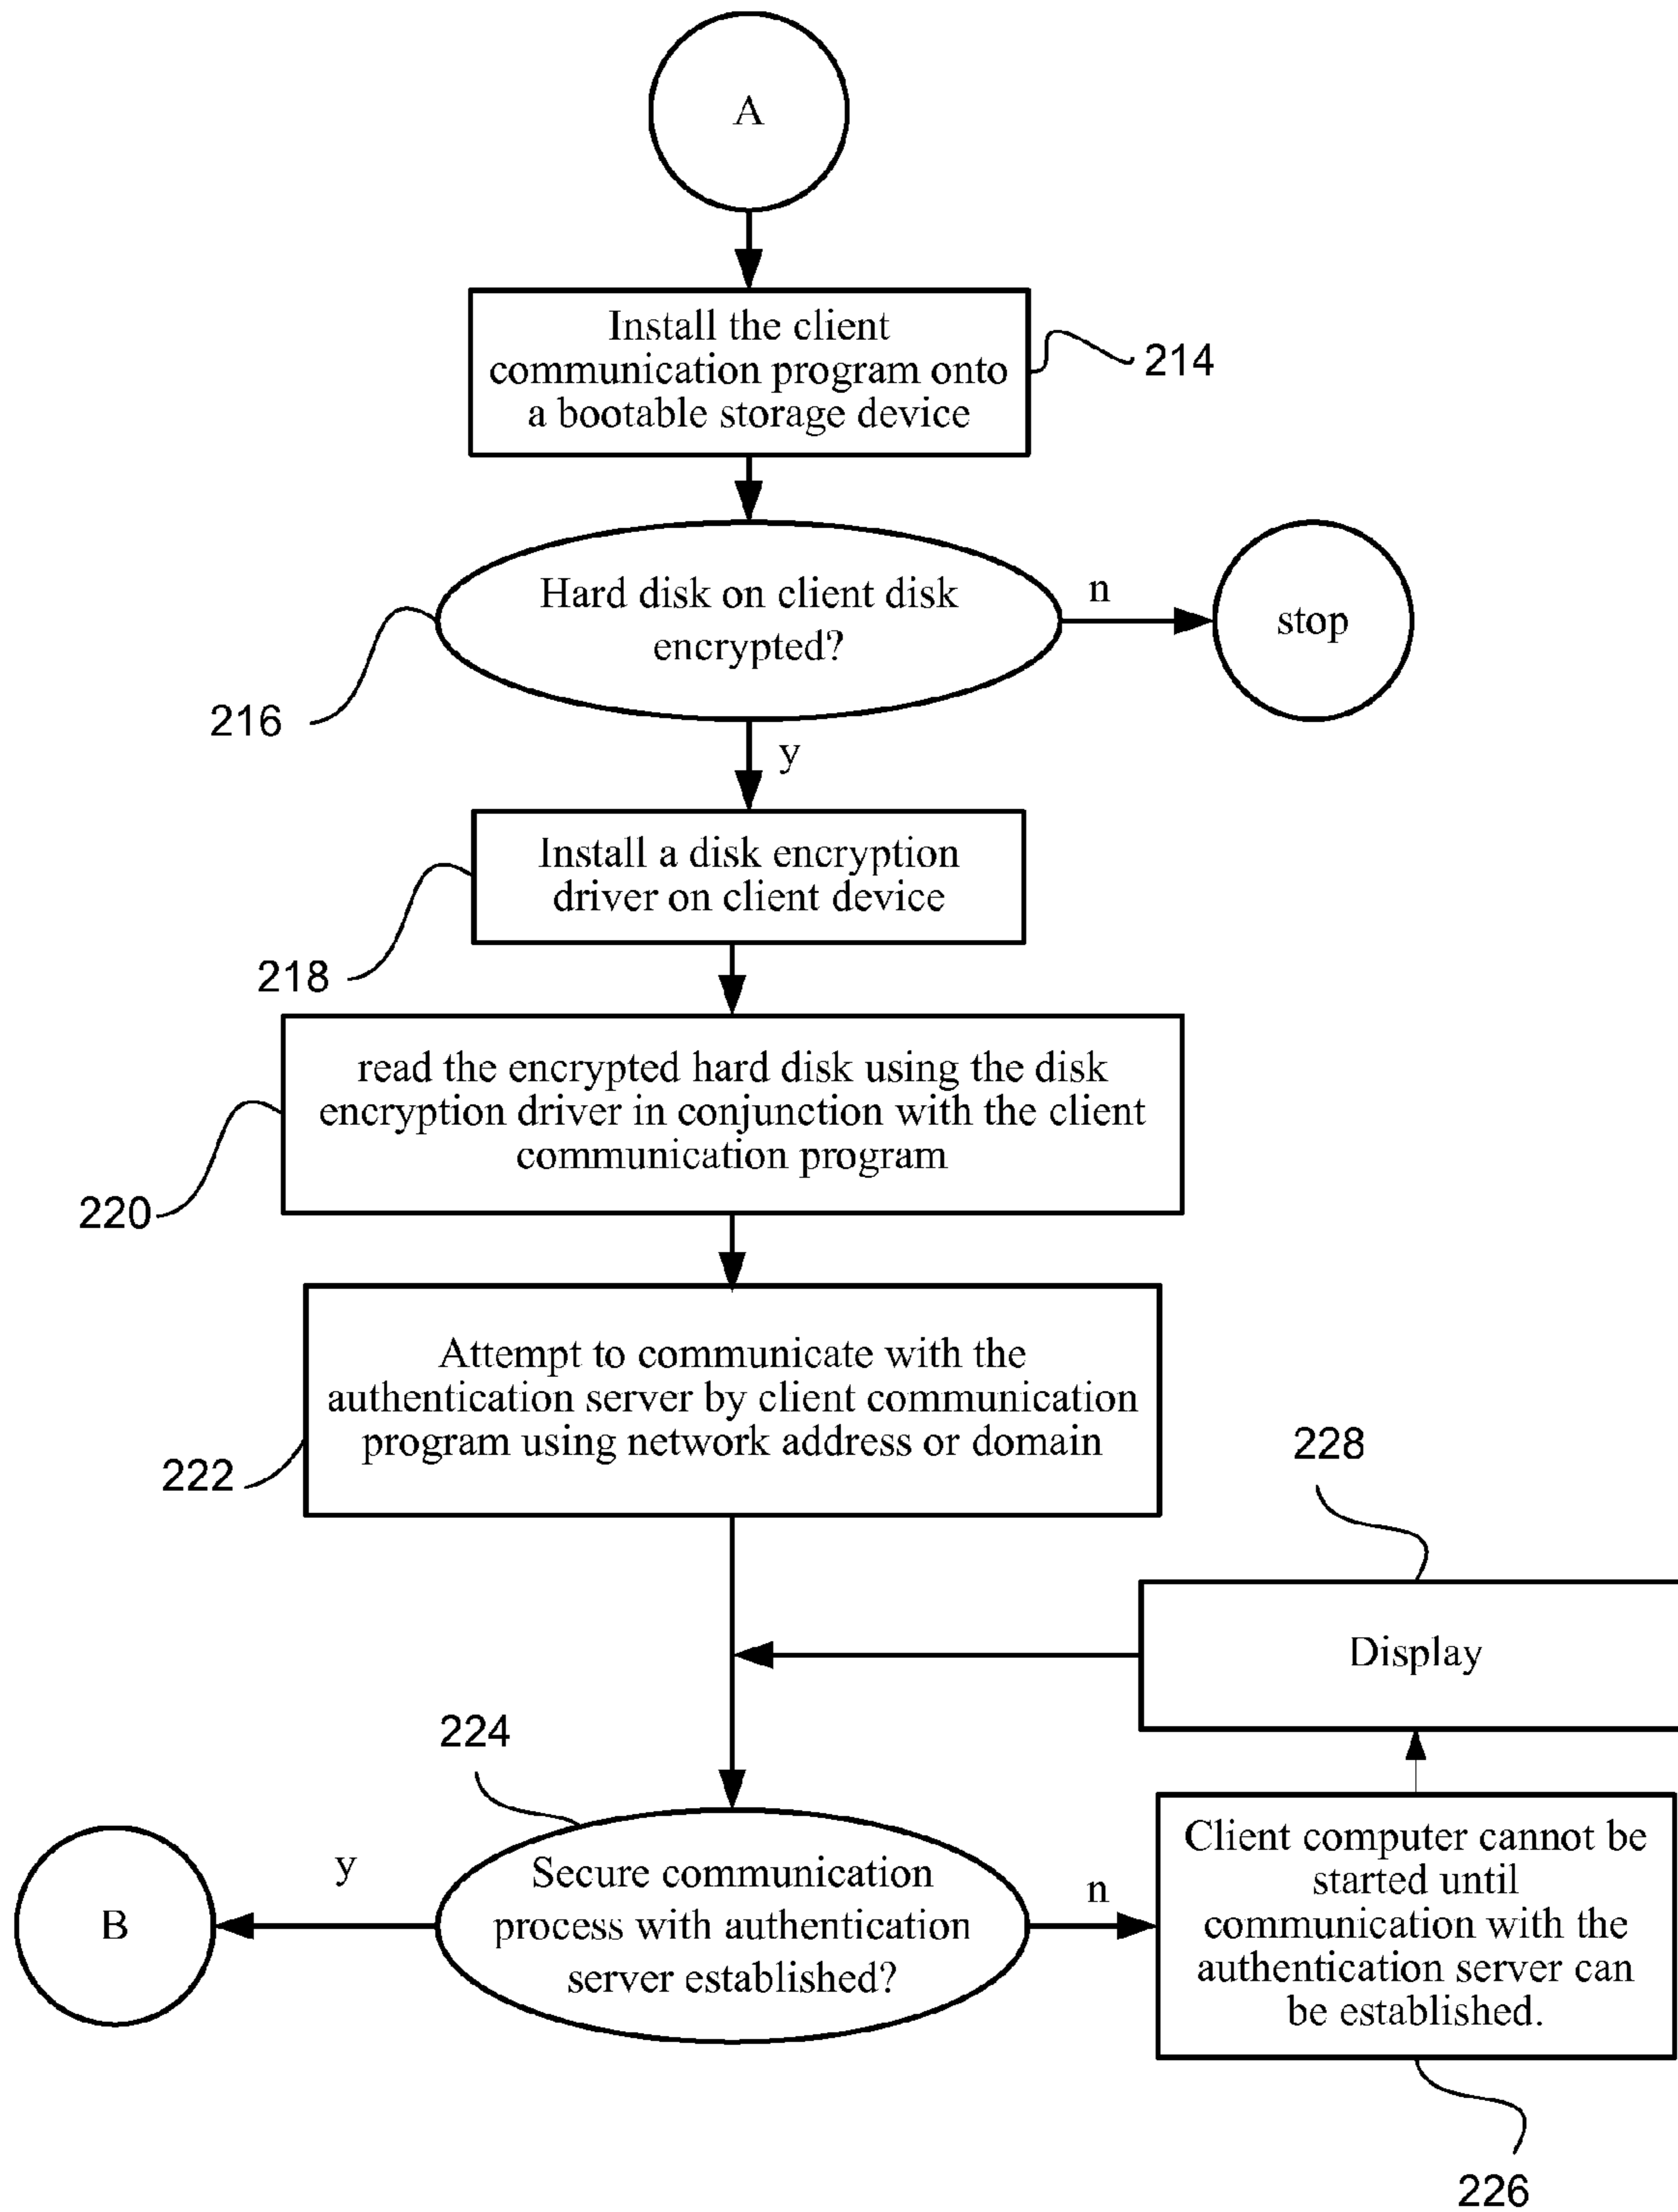 A
Install the client
communication program onto
a bootable storage device
214
Hard disk on client disk
encrypted?
n
stop
216
y
Install a disk encryption
driver on client device
218
read the encrypted hard disk using the disk
encryption driver in conjunction with the client
communication program
220
Attempt to communicate with the
authentication server by client communication
program using network address or domain
222
228
Display
224
Secure communication
process with authentication
server established?
y
B
n
Client computer cannot be
started until
communication with the
authentication server can
be established.
226